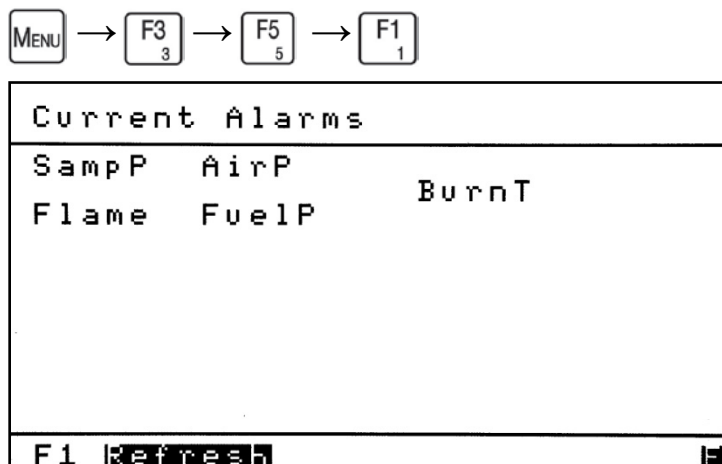 MENU → F3 3 → F5 5 → F1 1
Current Alarms
SampP AirP
BurnT
Flame FuelP
F1 Refresh